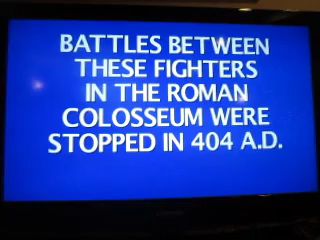 BATTLES BETWEEN
THESE FIGHTERS
IN THE ROMAN
COLOSSEUM WERE
STOPPED IN 404 A.D.